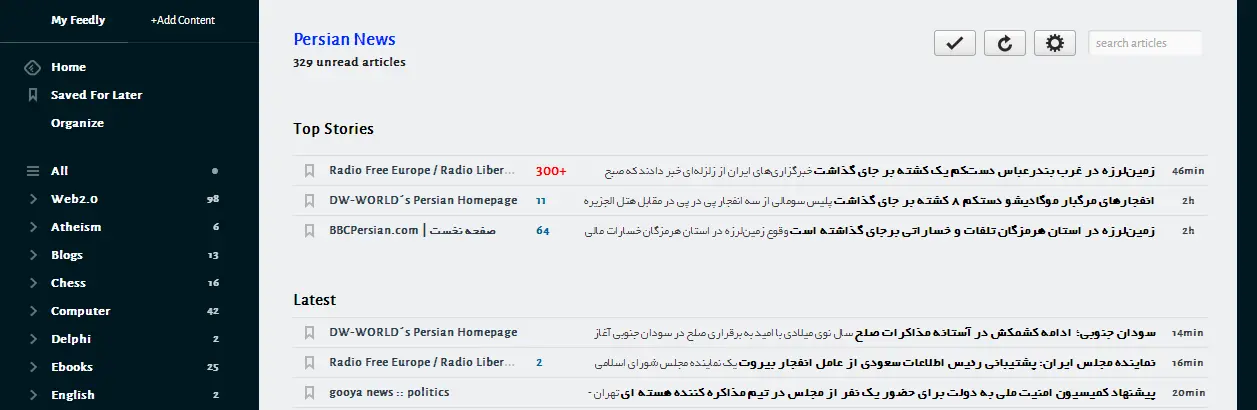 My Feedly +Add Content
Home
Saved For Later
Organize
All
Web2.0 98
Atheism 6
Blogs 13
Chess 16
Computer 42
Delphi 2
Ebooks 25
English 2
Persian News
329 unread articles
search articles
Top Stories
Radio Free Europe / Radio Liber... 300+ زمین‌لرزه در غرب بندرعباس دست‌کم یک کشته بر جای گذاشت خبرگزاری‌های ایران از زلزله‌ای خبر دادند که صبح 46min
DW-WORLD´s Persian Homepage 11 انفجارهای مرگبار موگادیشو دستکم ۸ کشته بر جای گذاشت پلیس سومالی از سه انفجار پی در پی در مقابل هتل الجزیره 2h
BBCPersian.com | صفحه نخست 64 زمین‌لرزه در استان هرمزگان تلفات و خساراتی برجای گذاشته است وقوع زمین‌لرزه در استان هرمزگان خسارات مالی 2h
Latest
DW-WORLD´s Persian Homepage سودان جنوبی؛ ادامه کشمکش در آستانه مذاکرات صلح سال نوی میلادی با امید به برقراری صلح در سودان جنوبی آغاز 14min
Radio Free Europe / Radio Liber... 2 نماینده مجلس ایران: پشتیبانی رئیس اطلاعات سعودی از عامل انفجار بیروت یک نماینده مجلس شورای اسلامی 16min
gooya news :: politics پیشنهاد کمیسیون امنیت ملی به دولت برای حضور یک نفر از مجلس در تیم مذاکره کننده هسته ای تهران - 20min